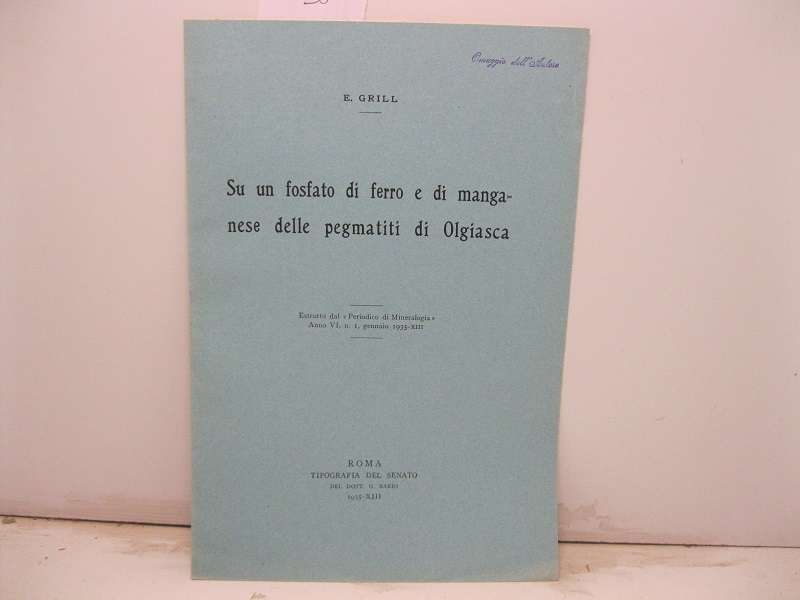 Omaggio dell'Autore
E. GRILL
Su un fosfato di ferro e di manga-
nese delle pegmatiti di Olgiasca
Estratto dal « Periodico di Mineralogia »
Anno VI, n. 1, gennaio 1935-XIII
ROMA
TIPOGRAFIA DEL SENATO
DEL DOTT. G. BARDI
1935-XIII